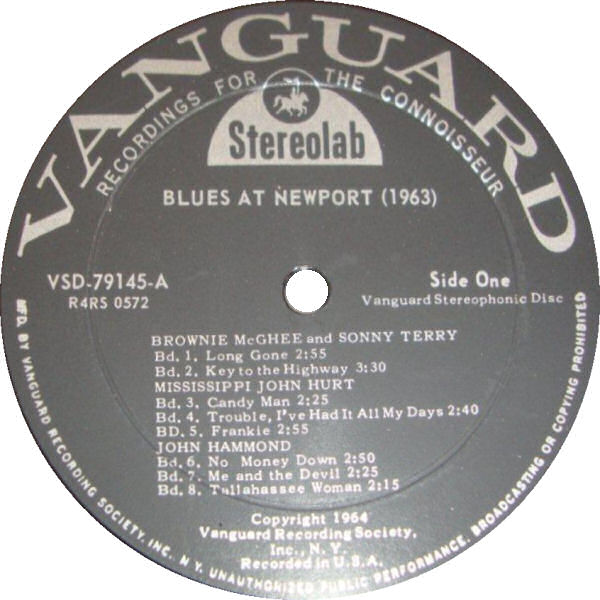 VANGUARD
RECORDINGS FOR THE CONNOISSEUR
Stereolab
BLUES AT NEWPORT (1963)
VSD-79145-A
R4RS 0572
Side One
Vanguard Stereophonic Disc
BROWNIE McGHEE and SONNY TERRY
Bd. 1. Long Gone 2:55
Bd. 2. Key to the Highway 3:30
MISSISSIPPI JOHN HURT
Bd. 3. Candy Man 2:25
Bd. 4. Trouble, I've Had It All My Days 2:40
BD. 5. Frankie 2:55
JOHN HAMMOND
Bd. 6. No Money Down 2:50
Bd. 7. Me and the Devil 2:25
Bd. 8. Tullahassee Woman 2:15
Copyright 1964
Vanguard Recording Society,
Inc., N. Y.
Recorded in U.S.A.
MF'D. BY VANGUARD RECORDING SOCIETY, INC. N. Y. UNAUTHORIZED PUBLIC PERFORMANCE, BROADCASTING OR COPYING PROHIBITED